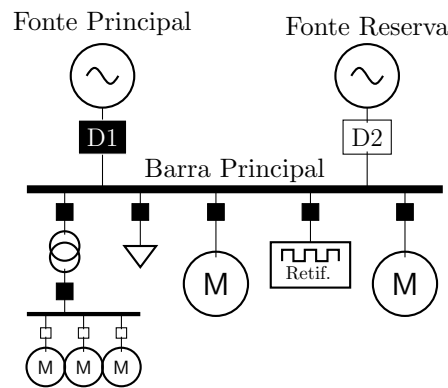 Fonte Principal
Fonte Reserva
D1
D2
Barra Principal
M
Retif.
M
M
M
M